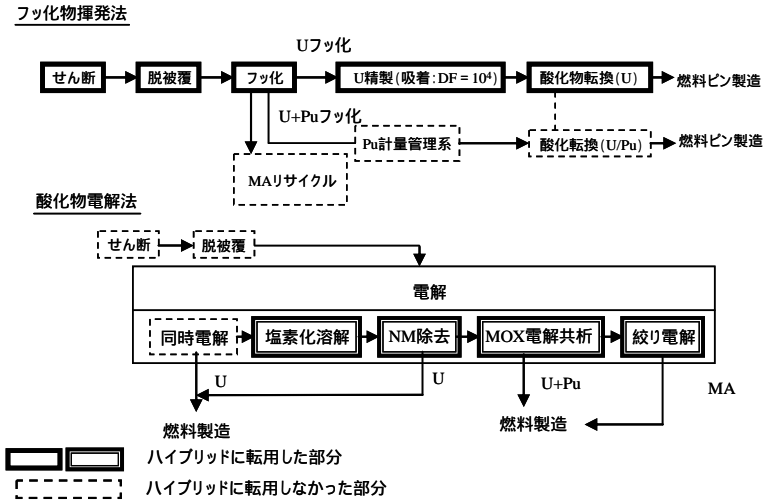 フッ化物揮発法
Uフッ化
せん断
脱被覆
フッ化
U精製(吸着:DF = 10⁴)
酸化物転換(U)
燃料ピン製造
U+Puフッ化
Pu計量管理系
酸化転換(U/Pu)
燃料ピン製造
MAリサイクル
酸化物電解法
せん断
脱被覆
電解
同時電解
塩素化溶解
NM除去
MOX電解共析
絞り電解
U
U
U+Pu
MA
燃料製造
燃料製造
ハイブリッドに転用した部分
ハイブリッドに転用しなかった部分